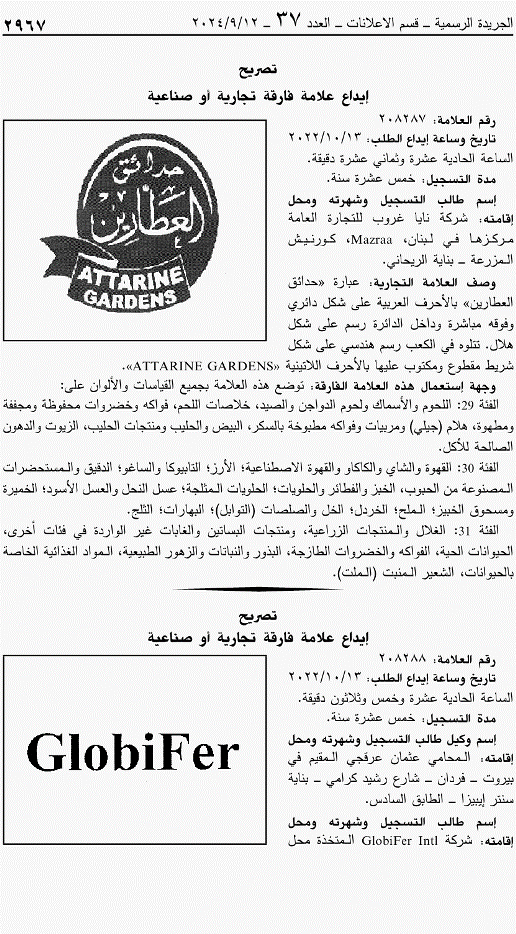 الجريدة الرسمية ــ قسم الاعلانات ــ العدد ٣٧ ــ ٢٠٢٤/٩/١٢
٢٩٦٧
تصريح
إيداع علامة فارقة تجارية أو صناعية
رقم العلامة: ٢٠٨٢٨٧
تاريخ وساعة إيداع الطلب: ٢٠٢٢/١٠/١٣
الساعة الحادية عشرة وثماني عشرة دقيقة.
مدة التسجيل: خمس عشرة سنة.
إسم طالب التسجيل وشهرته ومحل
إقامته: شركة نايا غروب للتجارة العامة
مركزها في لبنان، Mazraa، كورنيش
المزرعة ــ بناية الريحاني.
وصف العلامة التجارية: عبارة «حدائق
العطارين» بالأحرف العربية على شكل دائري
وفوقه مباشرة وداخل الدائرة رسم على شكل
هلال. تتلوه في الكعب رسم هندسي على شكل
شريط مقطوع ومكتوب عليها بالأحرف اللاتينية «ATTARINE GARDENS».
حدائق
العطارين
ATTARINE
GARDENS
وجهة إستعمال هذه العلامة الفارقة: توضع هذه العلامة بجميع القياسات والألوان على:
الفئة 29: اللحوم والأسماك ولحوم الدواجن والصيد، خلاصات اللحم، فواكه وخضروات محفوظة ومجففة
ومطهوة، هلام (جيلي) ومربيات وفواكه مطبوخة بالسكر، البيض والحليب ومنتجات الحليب، الزيوت والدهون
الصالحة للأكل.
الفئة 30: القهوة والشاي والكاكاو والقهوة الاصطناعية؛ الأرز؛ التابيوكا والساغو؛ الدقيق والمستحضرات
المصنوعة من الحبوب، الخبز والفطائر والحلويات؛ الحلويات المثلجة؛ عسل النحل والعسل الأسود؛ الخميرة
ومسحوق الخبيز؛ الملح؛ الخردل؛ الخل والصلصات (التوابل)؛ البهارات؛ الثلج.
الفئة 31: الغلال والمنتجات الزراعية، ومنتجات البساتين والغابات غير الواردة في فئات أخرى،
الحيوانات الحية، الفواكه والخضروات الطازجة، البذور والنباتات والزهور الطبيعية، المواد الغذائية الخاصة
بالحيوانات، الشعير المنبت (الملت).
تصريح
إيداع علامة فارقة تجارية أو صناعية
رقم العلامة: ٢٠٨٢٨٨
تاريخ وساعة إيداع الطلب: ٢٠٢٢/١٠/١٣
الساعة الحادية عشرة وخمس وثلاثون دقيقة.
مدة التسجيل: خمس عشرة سنة.
إسم وكيل طالب التسجيل وشهرته ومحل
إقامته: المحامي عثمان عرقجي المقيم في
بيروت ــ فردان ــ شارع رشيد كرامي ــ بناية
سنتر إيبيزا ــ الطابق السادس.
إسم طالب التسجيل وشهرته ومحل
إقامته: شركة GlobiFer Intl المتخذة محل
GlobiFer